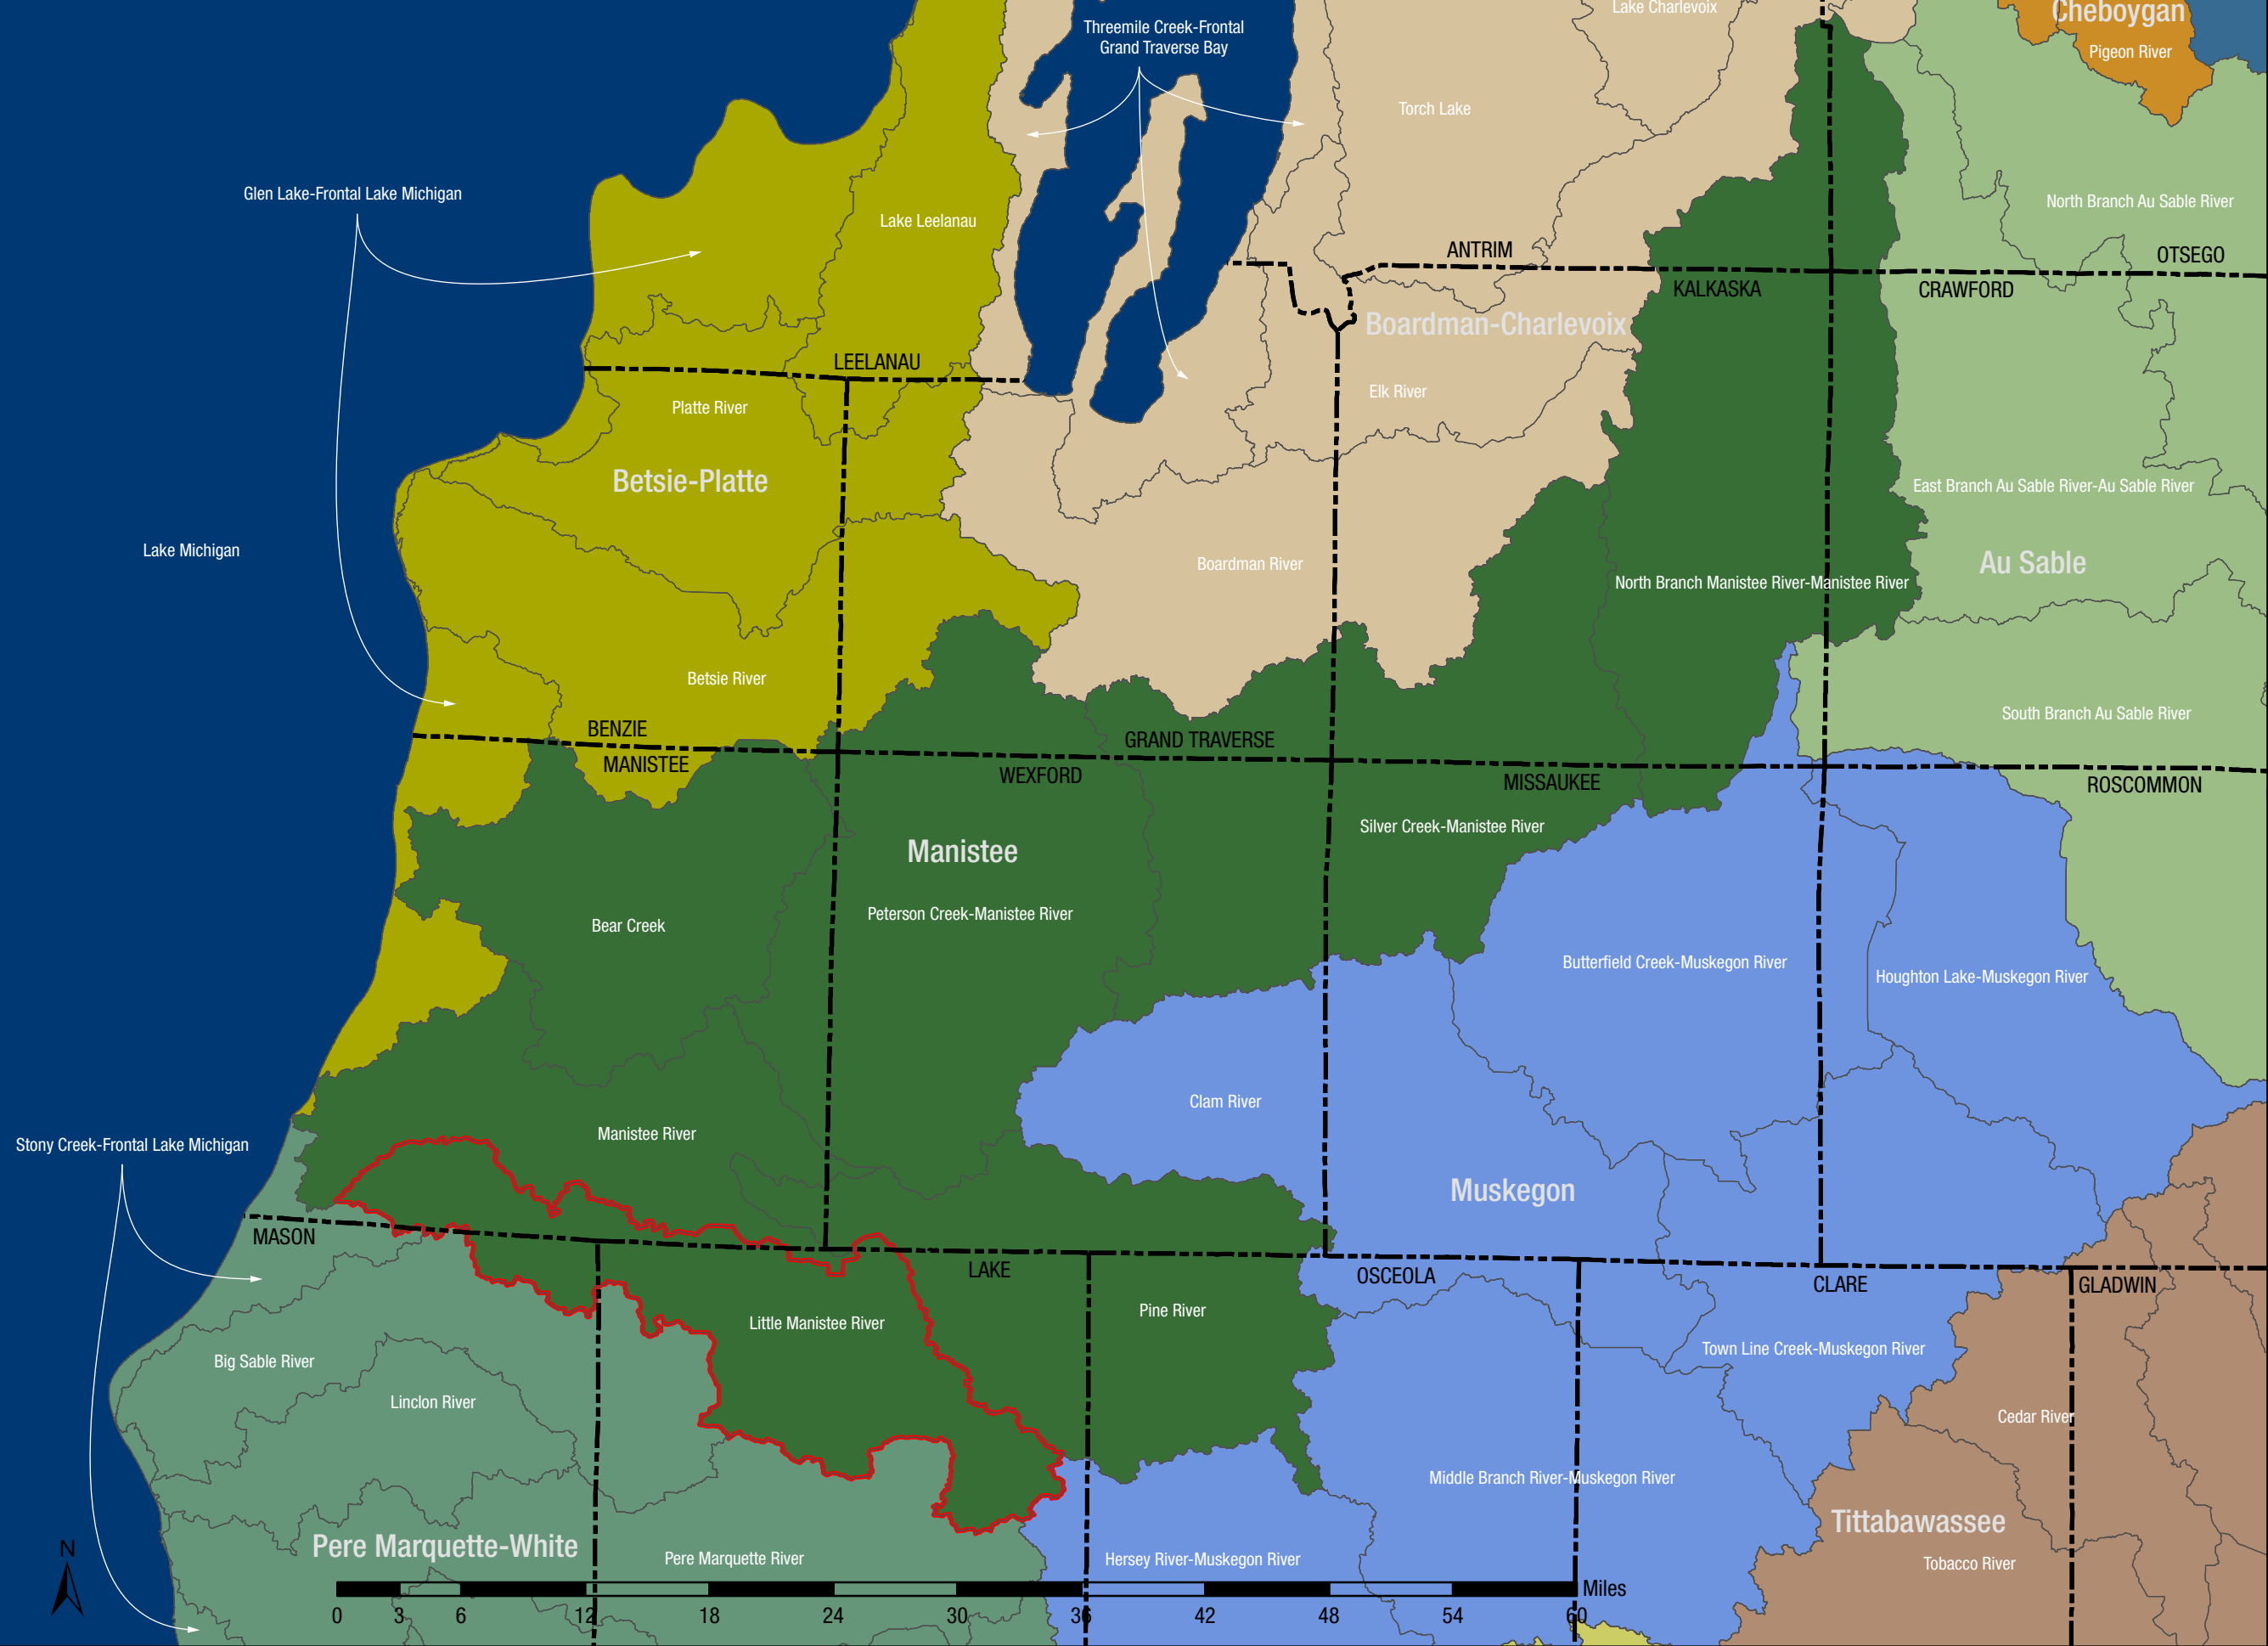 Lake Charlevoix
Cheboygan
Threemile Creek-Frontal
Grand Traverse Bay
Pigeon River
Torch Lake
Glen Lake-Frontal Lake Michigan
North Branch Au Sable River
Lake Leelanau
ANTRIM
OTSEGO
KALKASKA
CRAWFORD
Boardman-Charlevoix
LEELANAU
Elk River
Platte River
Betsie-Platte
East Branch Au Sable River-Au Sable River
Lake Michigan
Boardman River
Au Sable
North Branch Manistee River-Manistee River
Betsie River
South Branch Au Sable River
BENZIE
GRAND TRAVERSE
MANISTEE
WEXFORD
MISSAUKEE
ROSCOMMON
Silver Creek-Manistee River
Manistee
Peterson Creek-Manistee River
Bear Creek
Butterfield Creek-Muskegon River
Houghton Lake-Muskegon River
Clam River
Manistee River
Stony Creek-Frontal Lake Michigan
Muskegon
MASON
LAKE
OSCEOLA
CLARE
GLADWIN
Pine River
Little Manistee River
Town Line Creek-Muskegon River
Big Sable River
Linclon River
Cedar River
Middle Branch River-Muskegon River
Tittabawassee
Pere Marquette-White
N
Pere Marquette River
Hersey River-Muskegon River
Tobacco River
Miles
0 3 6 12 18 24 30 36 42 48 54 60